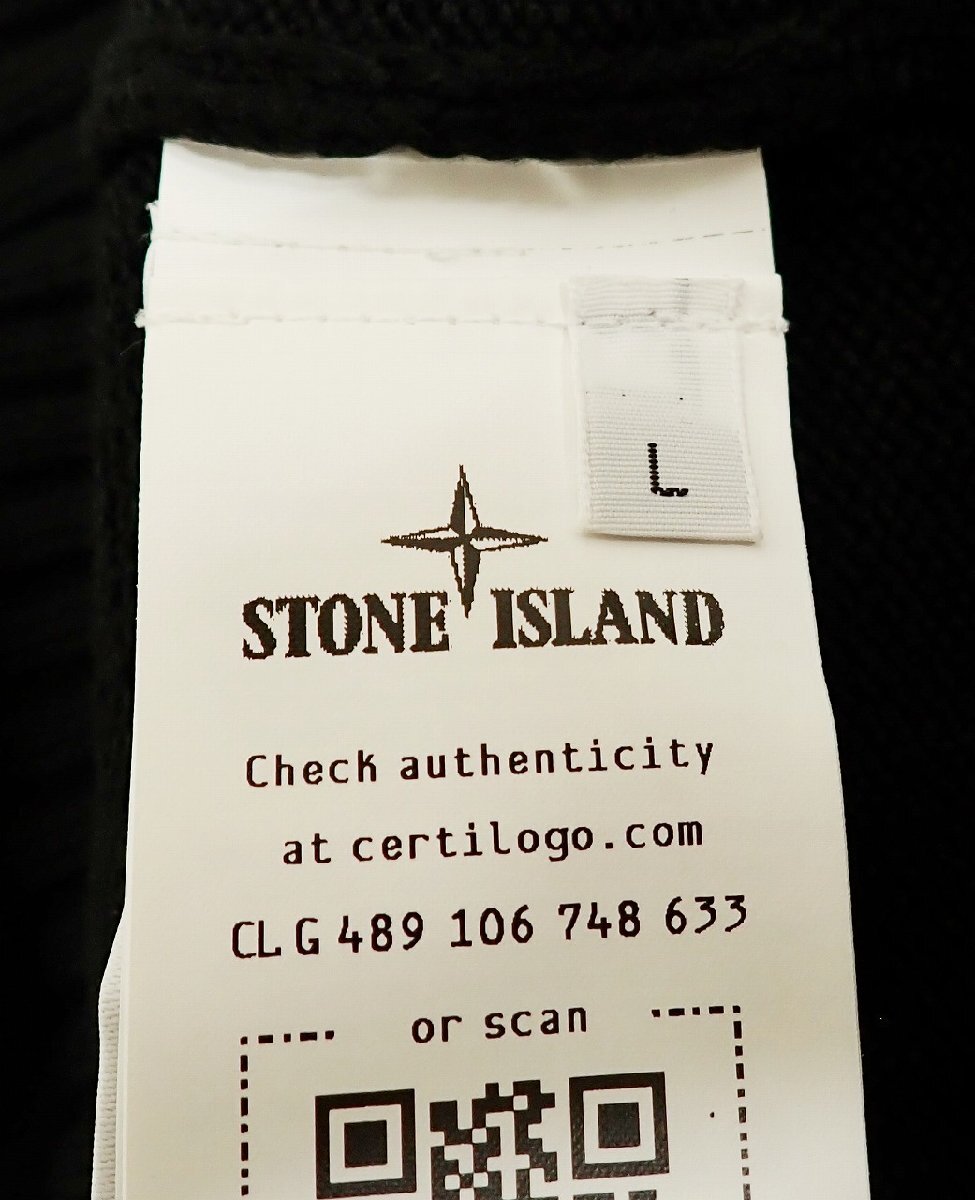 L
STONE ISLAND
Check authenticity
at certilogo.com
CLG 489 106 748 633
or scan